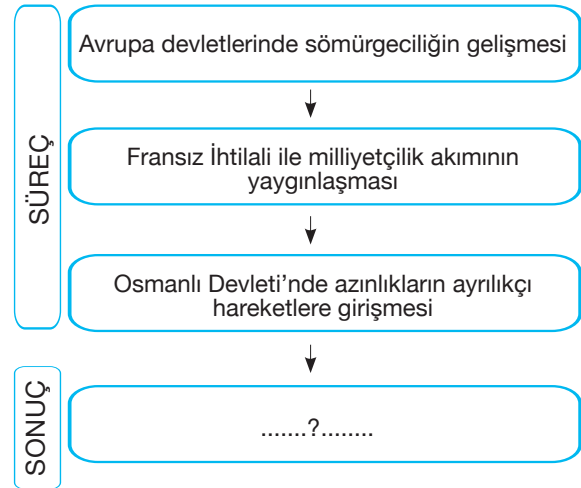 SÜREÇ
Avrupa devletlerinde sömürgeciliğin gelişmesi
Fransız İhtilali ile milliyetçilik akımının
yaygınlaşması
Osmanlı Devleti’nde azınlıkların ayrılıkçı
hareketlere girişmesi
SONUÇ
.......?........